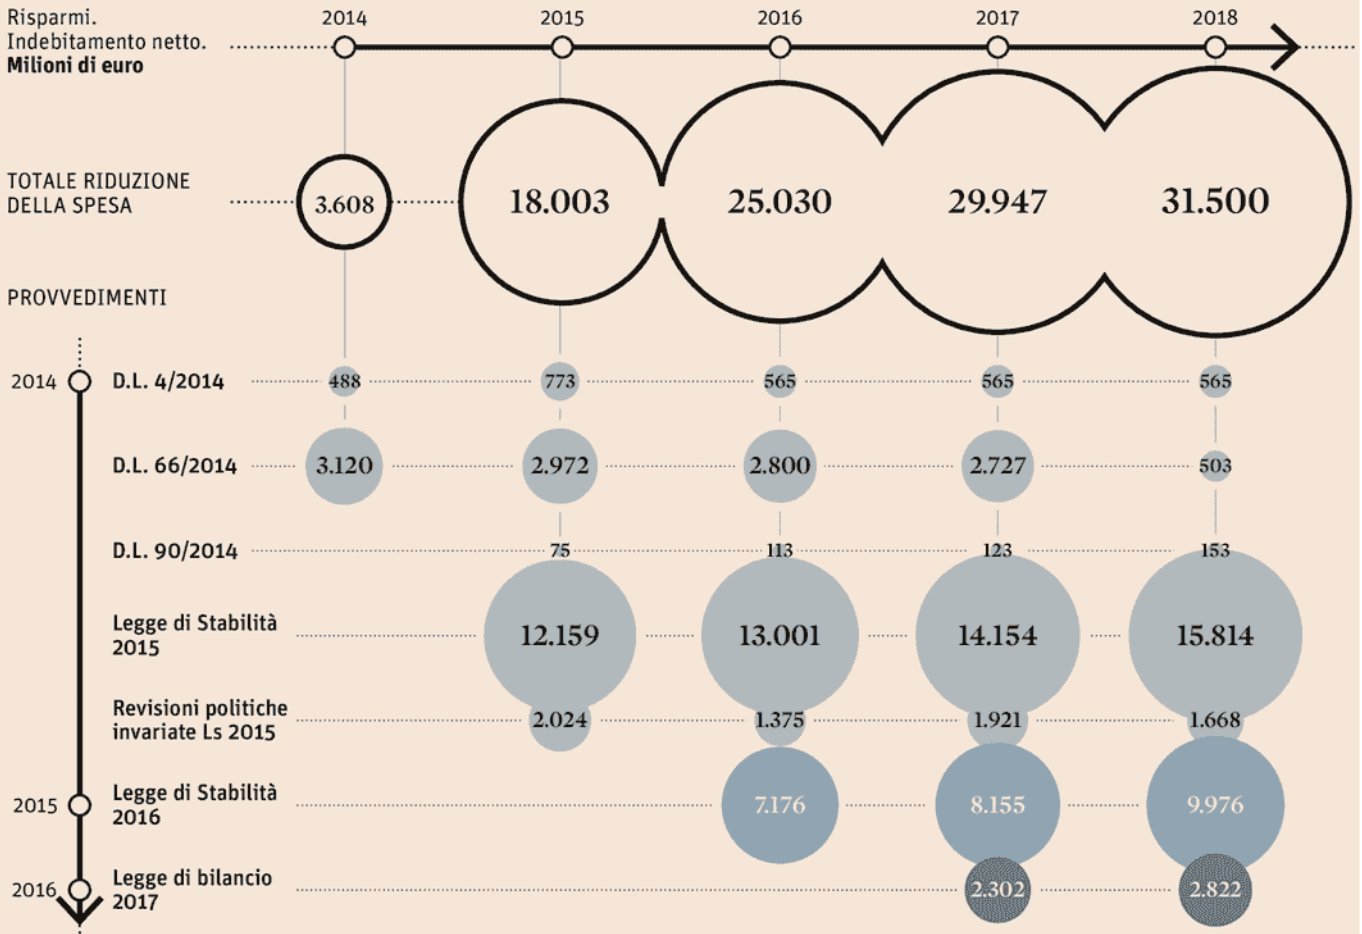 Risparmi.
Indebitamento netto.
Milioni di euro
2014 2015 2016 2017 2018
TOTALE RIDUZIONE
DELLA SPESA
3.608 18.003 25.030 29.947 31.500
PROVVEDIMENTI
2014 D.L. 4/2014 488 773 565 565 565
D.L. 66/2014 3.120 2.972 2.800 2.727 503
D.L. 90/2014 75 113 123 153
Legge di Stabilità
2015
12.159 13.001 14.154 15.814
Revisioni politiche
invariate Ls 2015
2.024 1.375 1.921 1.668
2015 Legge di Stabilità
2016
7.176 8.155 9.976
2016 Legge di bilancio
2017
2.302 2.822